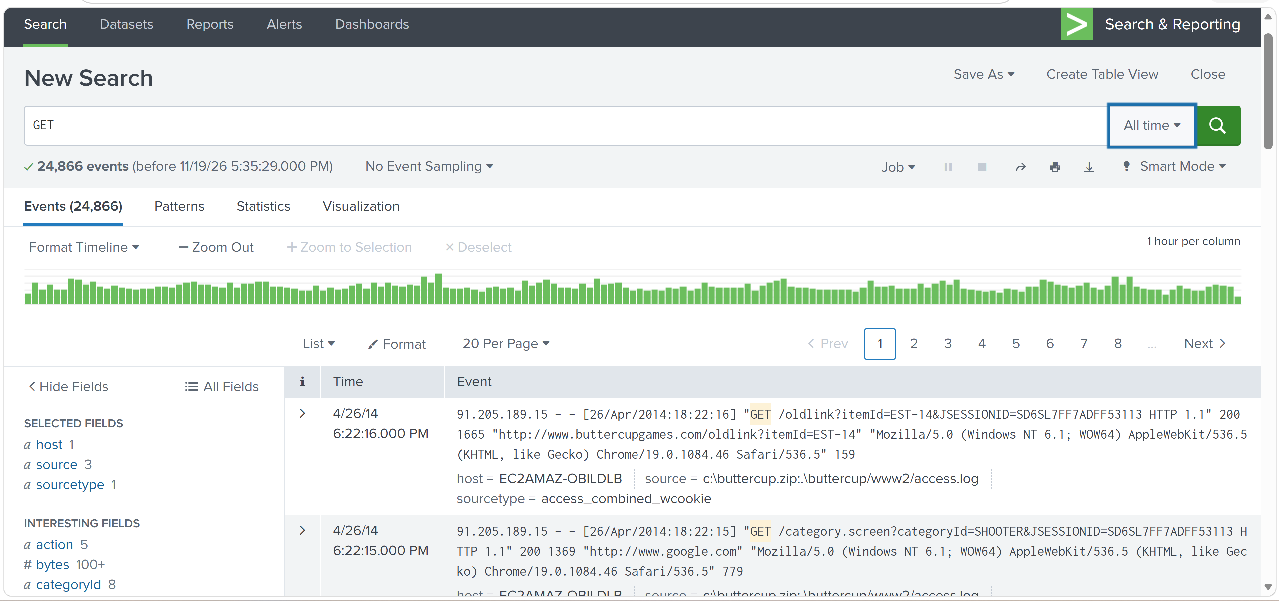 Search Datasets Reports Alerts Dashboards Search & Reporting
New Search Save As Create Table View Close
GET All time
24,866 events (before 11/19/26 5:35:29.000 PM) No Event Sampling Job Smart Mode
Events (24,866) Patterns Statistics Visualization
Format Timeline – Zoom Out + Zoom to Selection × Deselect 1 hour per column
List Format 20 Per Page < Prev 1 2 3 4 5 6 7 8 ... Next >
< Hide Fields All Fields i Time Event
SELECTED FIELDS
a host 1
a source 3
a sourcetype 1
INTERESTING FIELDS
a action 5
# bytes 100+
a categoryId 8
> 4/26/14
6:22:16.000 PM
91.205.189.15 - - [26/Apr/2014:18:22:16] "GET /oldlink?itemId=EST-14&JSESSIONID=SD6SL7FF7ADFF53113 HTTP 1.1" 200
1665 "http://www.buttercupgames.com/oldlink?itemId=EST-14" "Mozilla/5.0 (Windows NT 6.1; WOW64) AppleWebKit/536.5
(KHTML, like Gecko) Chrome/19.0.1084.46 Safari/536.5" 159
host = EC2AMAZ-OBILDLB source = c:\buttercup.zip:.\buttercup/www2/access.log
sourcetype = access_combined_wcookie
> 4/26/14
6:22:15.000 PM
91.205.189.15 - - [26/Apr/2014:18:22:15] "GET /category.screen?categoryId=SHOOTER&JSESSIONID=SD6SL7FF7ADFF53113 H
TTP 1.1" 200 1369 "http://www.google.com" "Mozilla/5.0 (Windows NT 6.1; WOW64) AppleWebKit/536.5 (KHTML, like Gec
ko) Chrome/19.0.1084.46 Safari/536.5" 779
host = EC2AMAZ-OBILDLB source = c:\buttercup.zip:.\buttercup/www2/access.log